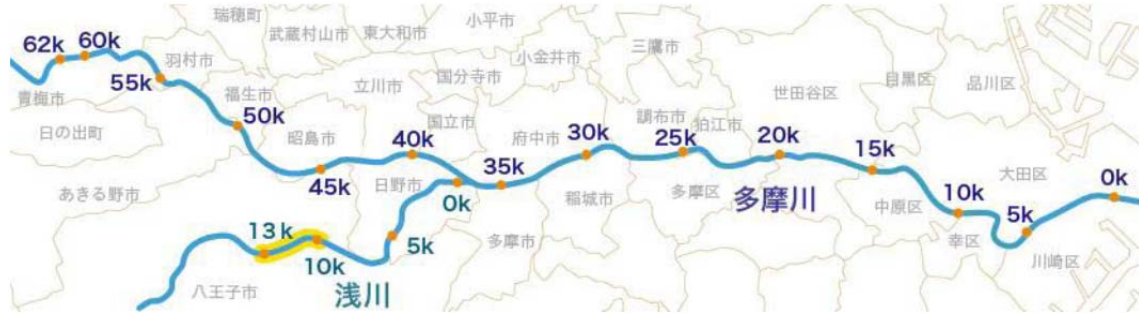 瑞穂町
武蔵村山市
東大和市
小平市
62k
60k
羽村市
小金井市
三鷹市
55k
青梅市
福生市
立川市
国分寺市
目黒区
品川区
世田谷区
日の出町
50k
昭島市
国立市
府中市
調布市
狛江市
40k
30k
25k
20k
15k
35k
45k
日野市
0k
あきる野市
稲城市
多摩区
多摩川
中原区
大田区
0k
10k
5k
幸区
川崎区
13k
10k
5k
多摩市
八王子市
浅川